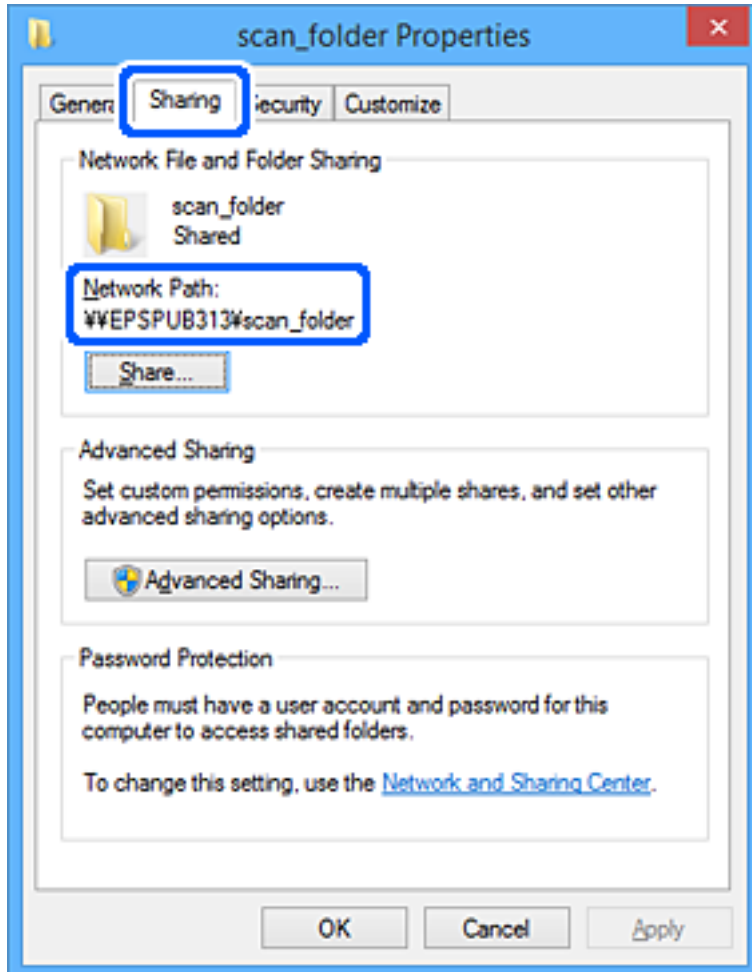 scan_folder Properties
Sharing
Customize
Network File and Folder Sharing
scan_folder
Shared
Network Path:
¥¥EPSPUB313¥scan_folder
Share...
Advanced Sharing
Set custom permissions, create multiple shares, and set other
advanced sharing options.
Advanced Sharing...
Password Protection
People must have a user account and password for this
computer to access shared folders.
To change this setting, use the Network and Sharing Center.
OK Cancel Apply